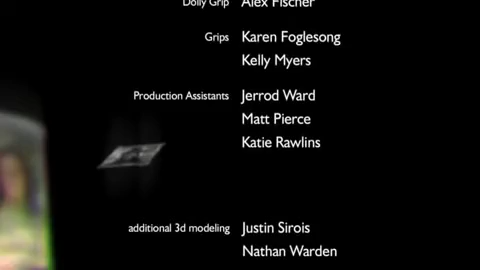 Dolly Grip Alex Fischer
Grips Karen Foglesong
Kelly Myers
Production Assistants Jerrod Ward
Matt Pierce
Katie Rawlins
additional 3d modeling Justin Sirois
Nathan Warden